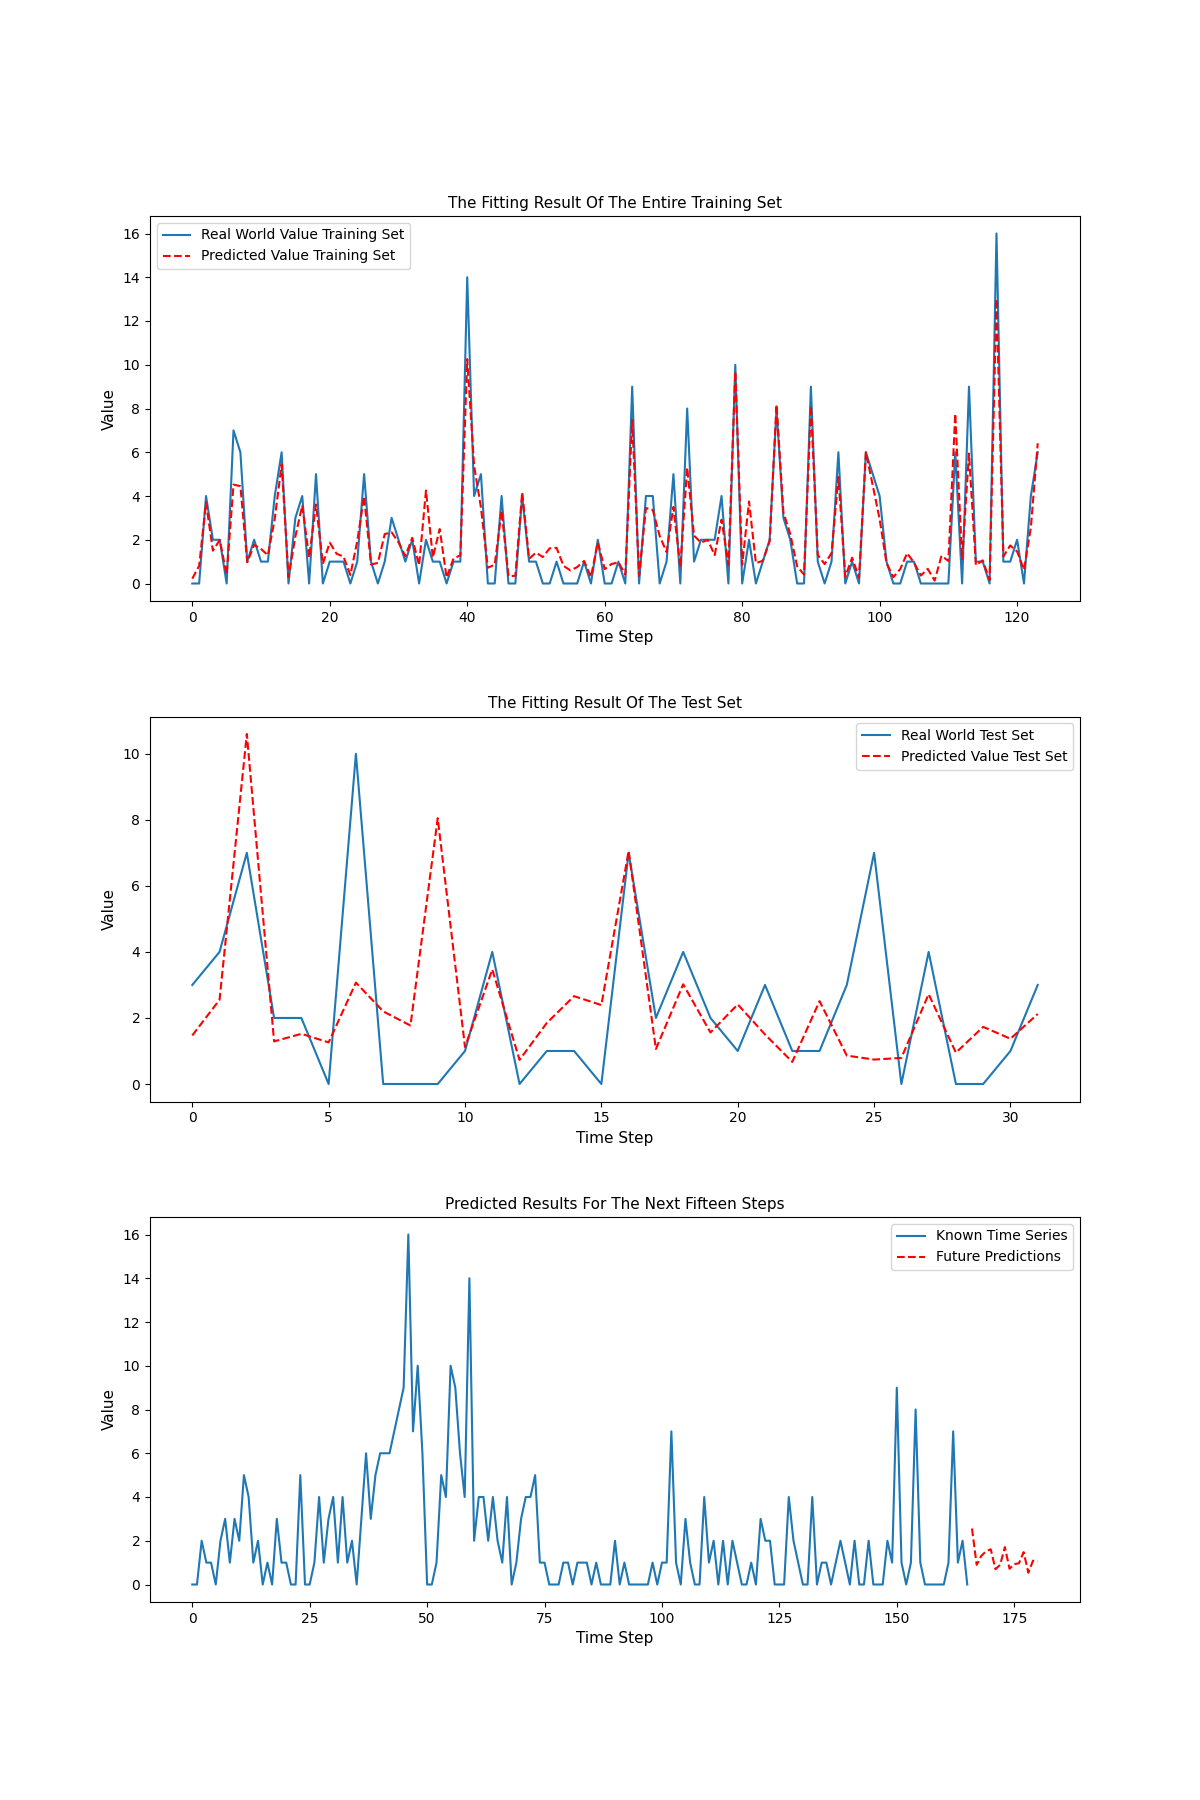 The Fitting Result Of The Entire Training Set
Real World Value Training Set
Predicted Value Training Set
16
14
12
10
8
6
4
2
0
Value
0 20 40 60 80 100 120
Time Step
The Fitting Result Of The Test Set
Real World Test Set
Predicted Value Test Set
10
8
6
4
2
0
Value
0 5 10 15 20 25 30
Time Step
Predicted Results For The Next Fifteen Steps
Known Time Series
Future Predictions
16
14
12
10
8
6
4
2
0
Value
0 25 50 75 100 125 150 175
Time Step